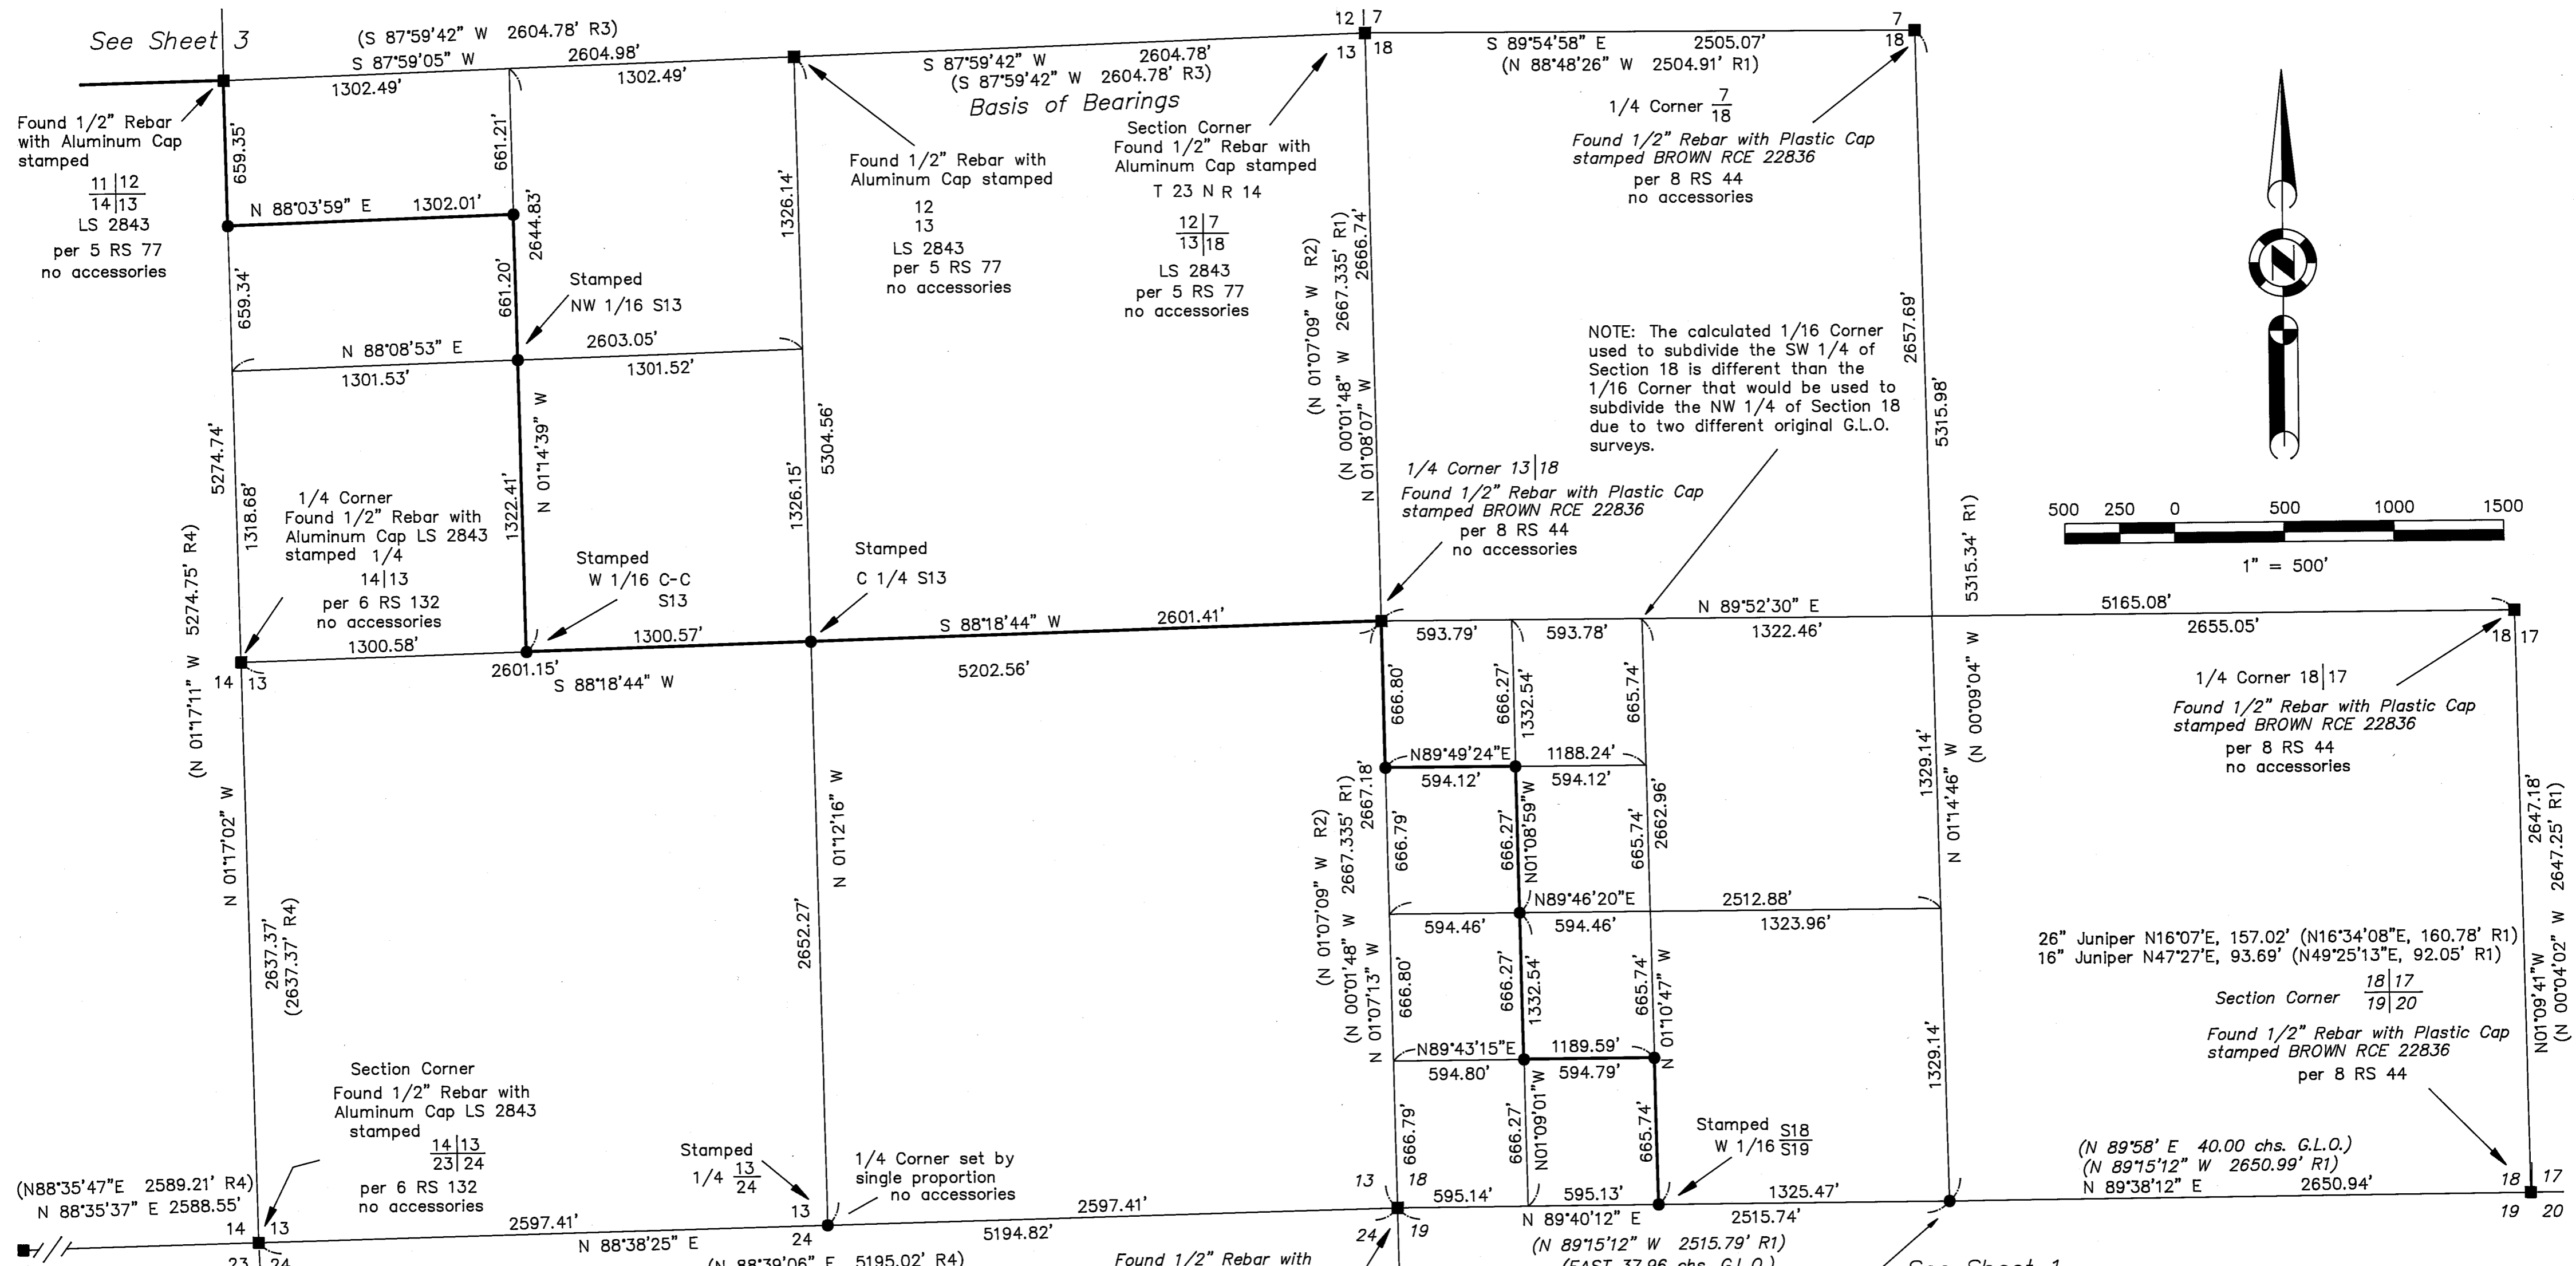 See Sheet 3
(S 87°59'42" W 2604.78' R3)
S 87°59'05" W 2604.98'
1302.49' 1302.49'
S 87°59'42" W 2604.78'
(S 87°59'42" W 2604.78' R3)
Basis of Bearings
12 | 7
13 | 18
S 89°54'58" E 2505.07'
(N 88°48'26" W 2504.91' R1)
7
18
1/4 Corner 7
18
Found 1/2" Rebar with Plastic Cap
stamped BROWN RCE 22836
per 8 RS 44
no accessories
Found 1/2" Rebar
with Aluminum Cap
stamped
11 | 12
14 | 13
LS 2843
per 5 RS 77
no accessories
659.35'
661.21'
N 88°03'59" E 1302.01'
2644.83'
1326.14'
Found 1/2" Rebar with
Aluminum Cap stamped
12
13
LS 2843
per 5 RS 77
no accessories
Section Corner
Found 1/2" Rebar with
Aluminum Cap stamped
T 23 N R 14
12 | 7
13 | 18
LS 2843
per 5 RS 77
no accessories
(N 01°07'09" W R2)
(N 00°01'48" W 2667.335' R1)
N 01°08'07" W 2666.74'
2657.69'
5315.98'
659.34'
661.20'
Stamped
NW 1/16 S13
N 88°08'53" E 2603.05'
1301.53' 1301.52'
NOTE: The calculated 1/16 Corner
used to subdivide the SW 1/4 of
Section 18 is different than the
1/16 Corner that would be used to
subdivide the NW 1/4 of Section 18
due to two different original G.L.O.
surveys.
5274.74'
1318.68'
1322.41'
N 01°14'39" W
1326.15'
5304.56'
(N 01°17'11" W 5274.75' R4)
1/4 Corner
Found 1/2" Rebar with
Aluminum Cap LS 2843
stamped 1/4
14 | 13
per 6 RS 132
no accessories
Stamped
W 1/16 C-C
S13
Stamped
C 1/4 S13
1/4 Corner 13 | 18
Found 1/2" Rebar with Plastic Cap
stamped BROWN RCE 22836
per 8 RS 44
no accessories
500 250 0 500 1000 1500
1" = 500'
1300.58' 1300.57'
2601.15'
S 88°18'44" W
S 88°18'44" W 2601.41'
5202.56'
14 13
N 89°52'30" E 5165.08'
593.79' 593.78' 1322.46' 2655.05'
18 17
1/4 Corner 18 | 17
Found 1/2" Rebar with Plastic Cap
stamped BROWN RCE 22836
per 8 RS 44
no accessories
(N 00°09'04" W 5315.34' R1)
N 01°14'46" W
1329.14'
666.80'
666.27'
1332.54'
665.74'
N89°49'24"E 1188.24'
594.12' 594.12'
N 01°17'02" W
2637.37'
(2637.37' R4)
N 01°12'16" W
2652.27'
(N 01°07'09" W R2)
(N 00°01'48" W 2667.335' R1)
N 01°07'13" W 2667.18'
666.79'
666.27'
N01°08'59"W
665.74'
2662.96'
N89°46'20"E 2512.88'
594.46' 594.46' 1323.96'
N01°09'41"W 2647.18'
(N 00°04'02" W 2647.25' R1)
26" Juniper N16°07'E, 157.02' (N16°34'08"E, 160.78' R1)
16" Juniper N47°27'E, 93.69' (N49°25'13"E, 92.05' R1)
Section Corner 18 | 17
19 | 20
Found 1/2" Rebar with Plastic Cap
stamped BROWN RCE 22836
per 8 RS 44
666.80'
666.27'
1332.54'
665.74'
N 01°10'47" W
N89°43'15"E 1189.59'
594.80' 594.79'
1329.14'
666.79'
666.27'
N01°09'01"W
665.74'
Stamped S18
W 1/16 S19
Section Corner
Found 1/2" Rebar with
Aluminum Cap LS 2843
stamped
14 | 13
23 | 24
per 6 RS 132
no accessories
Stamped
1/4 13
24
1/4 Corner set by
single proportion
no accessories
(N88°35'47"E 2589.21' R4)
N 88°35'37" E 2588.55'
14 13
23 24
2597.41'
N 88°38'25" E
13
24
2597.41'
5194.82'
(N 88°39'06" E 5195.02' R4)
13 18
24 19
595.14' 595.13' 1325.47'
N 89°40'12" E 2515.74'
(N 89°15'12" W 2515.79' R1)
(EAST 37.96 chs. G.L.O.)
Found 1/2" Rebar with
See Sheet 1
(N 89°58' E 40.00 chs. G.L.O.)
(N 89°15'12" W 2650.99' R1)
N 89°38'12" E 2650.94'
18 17
19 20
N